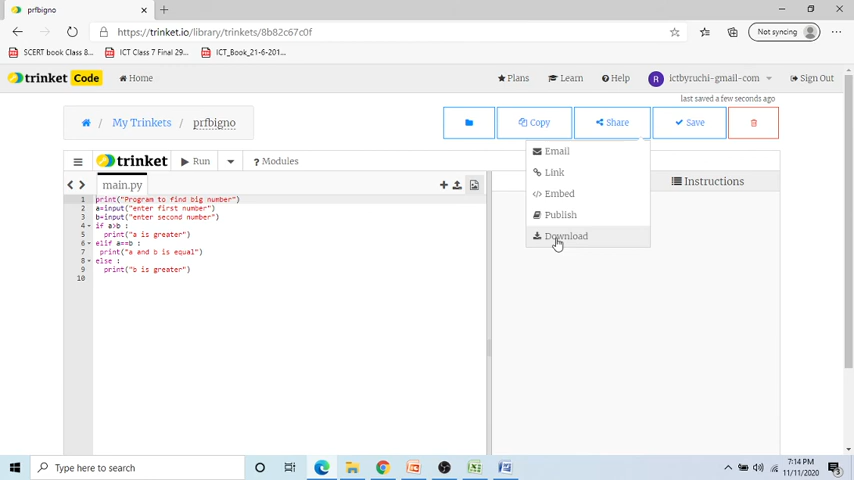 prfbigno
https://trinket.io/library/trinkets/8b82c67c0f
Not syncing
SCERT book Class 8...
ICT Class 7 Final 29...
ICT_Book_21-6-201...
trinket Code
Home
Plans
Learn
Help
R
ictbyruchi-gmail-com
Sign Out
last saved a few seconds ago
My Trinkets / prfbigno
Copy
Share
Save
Email
Link
Embed
Publish
Download
trinket
Run
? Modules
Instructions
main.py
1 print("Program to find big number")
2 a=input("enter first number")
3 b=input("enter second number")
4 if a>b :
5 print("a is greater")
6 elif a==b :
7 print("a and b is equal")
8 else :
9 print("b is greater")
10
Type here to search
7:14 PM
11/11/2020
3